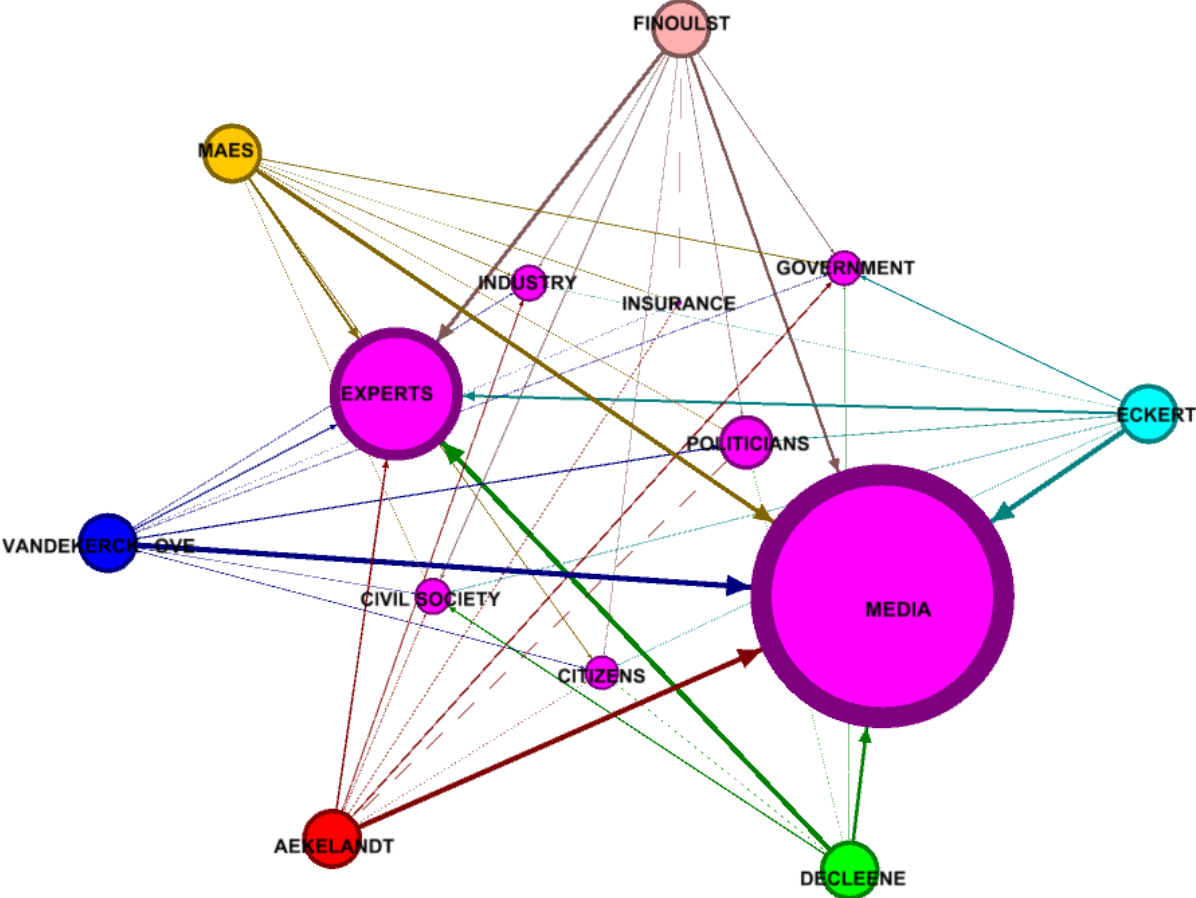 FINOULST
MAES
GOVERNMENT
INDUSTRY
INSURANCE
EXPERTS
ECKERT
POLITICIANS
VANDEKERCK OVE
CIVIL SOCIETY
MEDIA
CITIZENS
AEKELANDT
DECLEENE